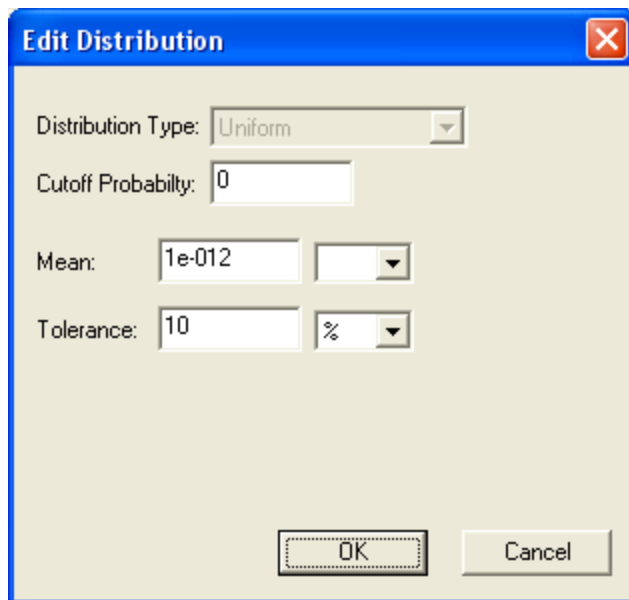 Edit Distribution
Distribution Type: Uniform
Cutoff Probabilty: 0
Mean: 1e-012
Tolerance: 10 %
OK Cancel